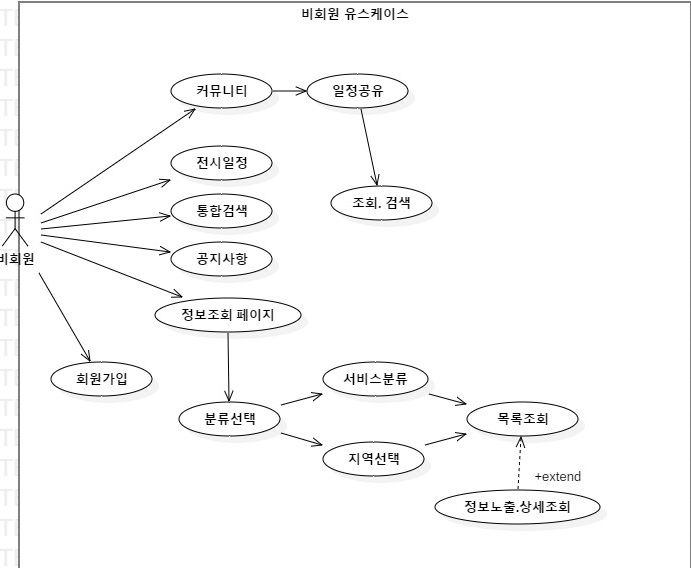 비회원 유스케이스
커뮤니티
일정공유
전시일정
통합검색
조회. 검색
공지사항
비회원
정보조회 페이지
회원가입
서비스분류
분류선택
목록조회
지역선택
+extend
정보노출.상세조회